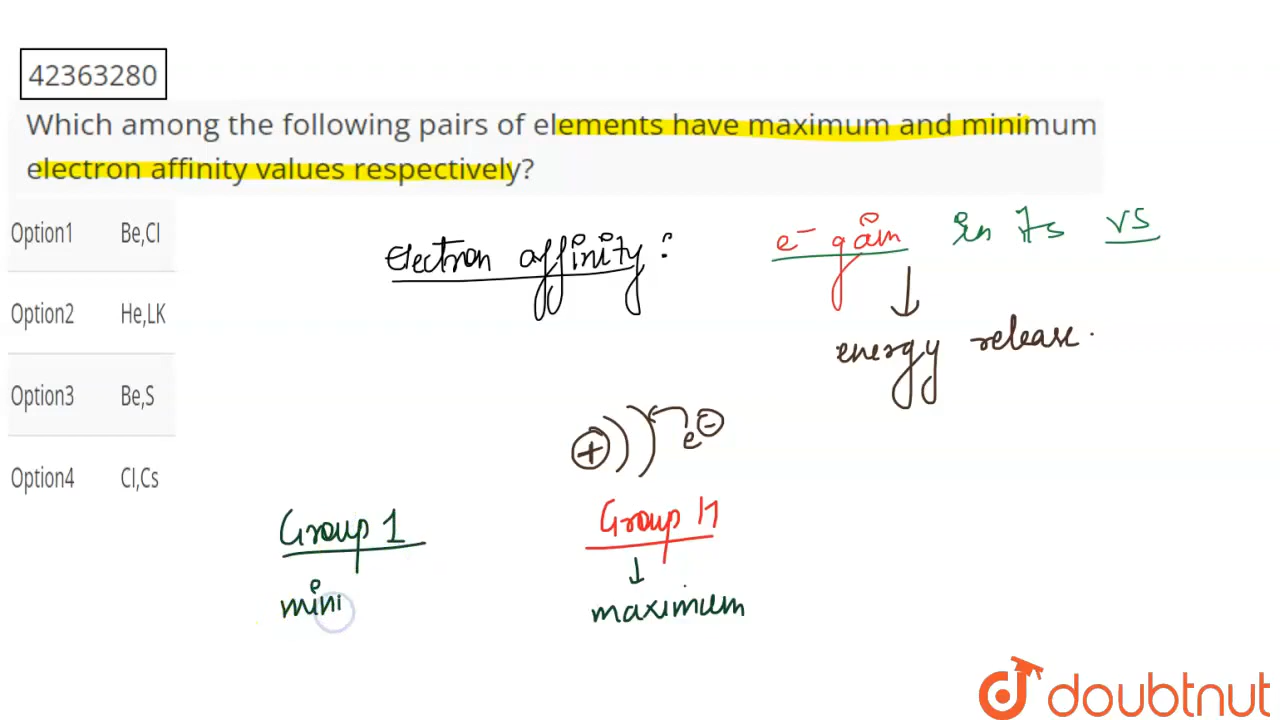 42363280
Which among the following pairs of elements have maximum and minimum
electron affinity values respectively?
Option1 Be,Cl
Option2 He,LK
Option3 Be,S
Option4 Cl,Cs
Electron affinity :
e⁻ gain in its VS
energy release.
+ e -
Group 1 Group 17
mini maximum
doubtnut